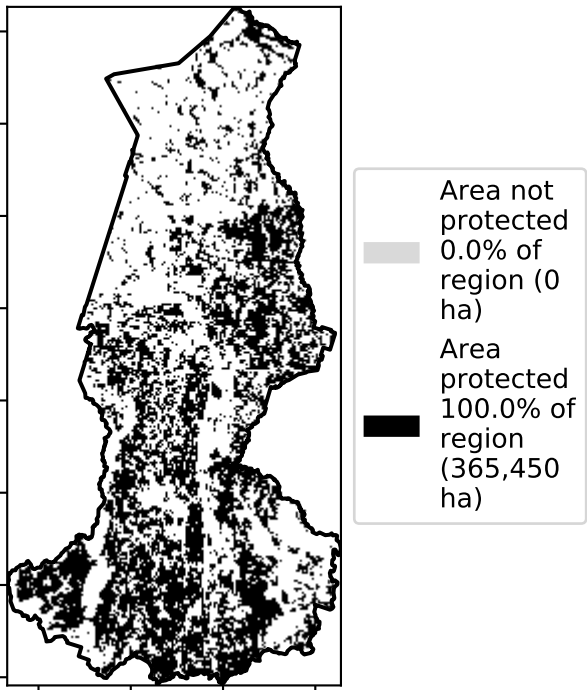 Area not
protected
0.0% of
region (0
ha)
Area
protected
100.0% of
region
(365,450
ha)